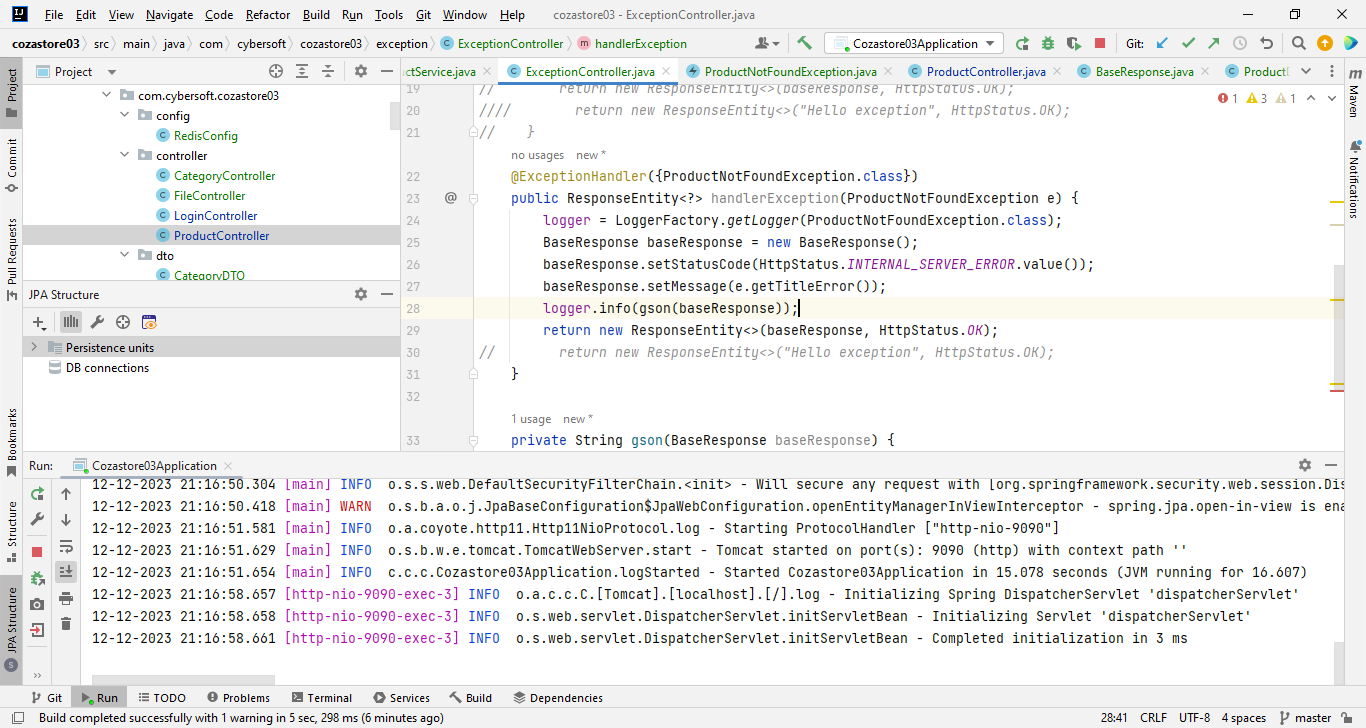 File Edit View Navigate Code Refactor Build Run Tools Git Window Help cozastore03 - ExceptionController.java
cozastore03 src main java com cybersoft cozastore03 exception ExceptionController handlerException Cozastore03Application Git:
Project
ctService.java ExceptionController.java ProductNotFoundException.java ProductController.java BaseResponse.java ProductD
com.cybersoft.cozastore03
config
RedisConfig
controller
CategoryController
FileController
LoginController
ProductController
dto
CategoryDTO
JPA Structure
Persistence units
DB connections
Project
Commit
Pull Requests
Bookmarks
Structure
JPA Structure
19 // return new ResponseEntity<>(baseResponse, HttpStatus.OK);
20 //// return new ResponseEntity<>("Hello exception", HttpStatus.OK);
21 // }
no usages new *
22 @ExceptionHandler({ProductNotFoundException.class})
23 @ public ResponseEntity<?> handlerException(ProductNotFoundException e) {
24 logger = LoggerFactory.getLogger(ProductNotFoundException.class);
25 BaseResponse baseResponse = new BaseResponse();
26 baseResponse.setStatusCode(HttpStatus.INTERNAL_SERVER_ERROR.value());
27 baseResponse.setMessage(e.getTitleError());
28 logger.info(gson(baseResponse));
29 return new ResponseEntity<>(baseResponse, HttpStatus.OK);
30 // return new ResponseEntity<>("Hello exception", HttpStatus.OK);
31 }
32
1 usage new *
33 private String gson(BaseResponse baseResponse) {
1 3 1
m
Maven
Notifications
Run: Cozastore03Application
12-12-2023 21:16:50.304 [main] INFO o.s.s.web.DefaultSecurityFilterChain.<init> - Will secure any request with [org.springframework.security.web.session.Dis
12-12-2023 21:16:50.418 [main] WARN o.s.b.a.o.j.JpaBaseConfiguration$JpaWebConfiguration.openEntityManagerInViewInterceptor - spring.jpa.open-in-view is ena
12-12-2023 21:16:51.581 [main] INFO o.a.coyote.http11.Http11NioProtocol.log - Starting ProtocolHandler ["http-nio-9090"]
12-12-2023 21:16:51.629 [main] INFO o.s.b.w.e.tomcat.TomcatWebServer.start - Tomcat started on port(s): 9090 (http) with context path ''
12-12-2023 21:16:51.654 [main] INFO c.c.c.Cozastore03Application.logStarted - Started Cozastore03Application in 15.078 seconds (JVM running for 16.607)
12-12-2023 21:16:58.657 [http-nio-9090-exec-3] INFO o.a.c.c.C.[Tomcat].[localhost].[/].log - Initializing Spring DispatcherServlet 'dispatcherServlet'
12-12-2023 21:16:58.658 [http-nio-9090-exec-3] INFO o.s.web.servlet.DispatcherServlet.initServletBean - Initializing Servlet 'dispatcherServlet'
12-12-2023 21:16:58.661 [http-nio-9090-exec-3] INFO o.s.web.servlet.DispatcherServlet.initServletBean - Completed initialization in 3 ms
Git Run TODO Problems Terminal Services Build Dependencies
Build completed successfully with 1 warning in 5 sec, 298 ms (6 minutes ago) 28:41 CRLF UTF-8 4 spaces master